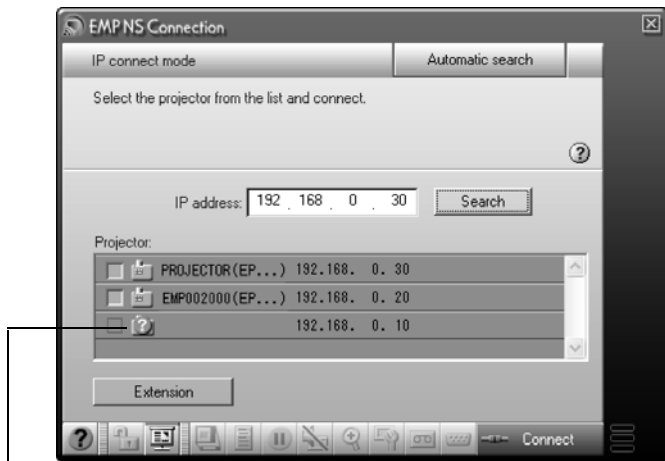 EMP NS Connection
IP connect mode Automatic search
Select the projector from the list and connect.
IP address: 192 . 168 . 0 . 30 Search
Projector:
PROJECTOR(EP...) 192.168. 0. 30
EMP002000(EP...) 192.168. 0. 20
192.168. 0. 10
Extension
Connect